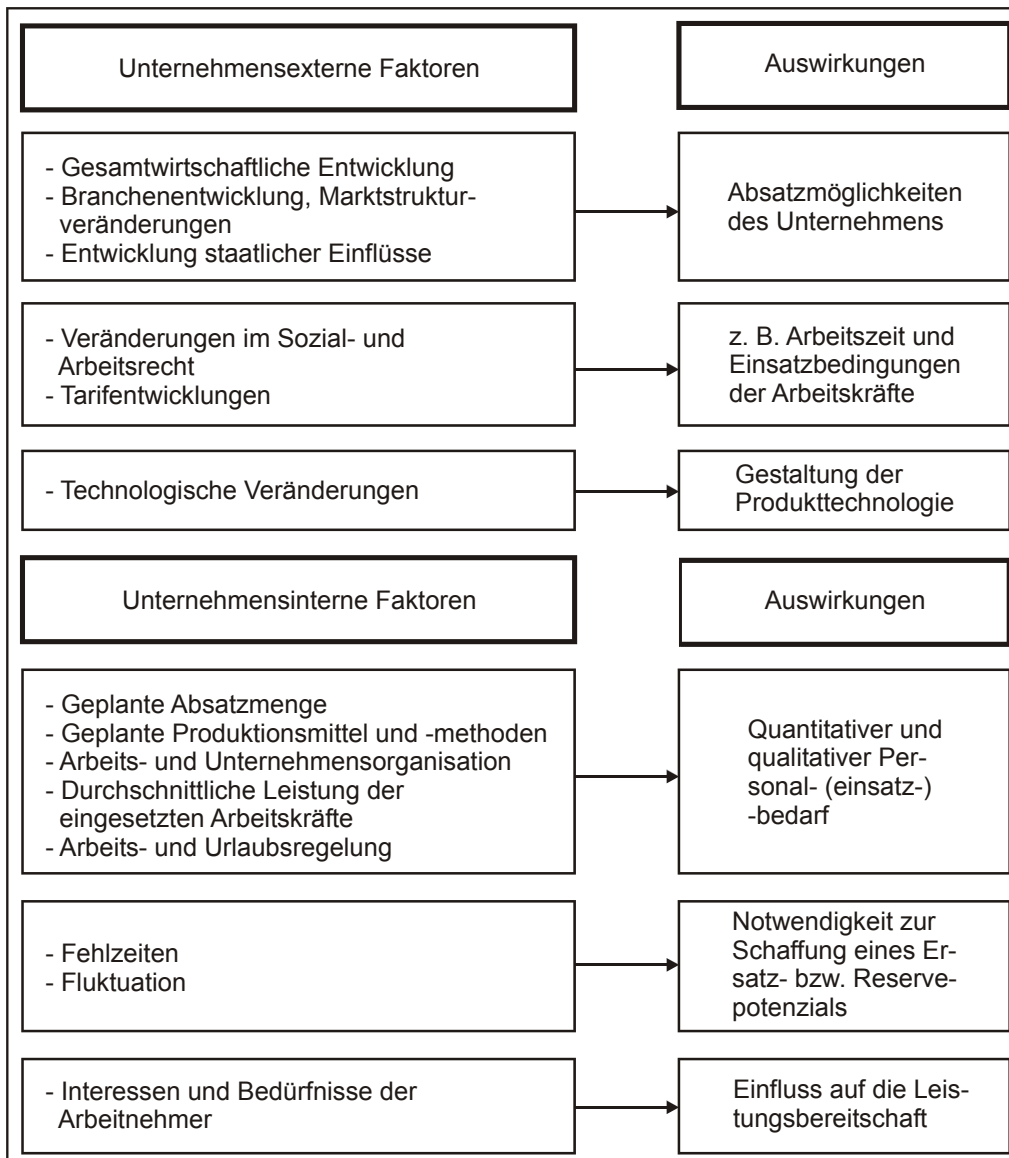 Unternehmensexterne Faktoren
Auswirkungen
- Gesamtwirtschaftliche Entwicklung
- Branchenentwicklung, Marktstruktur-
veränderungen
- Entwicklung staatlicher Einflüsse
Absatzmöglichkeiten
des Unternehmens
- Veränderungen im Sozial- und
Arbeitsrecht
- Tarifentwicklungen
z. B. Arbeitszeit und
Einsatzbedingungen
der Arbeitskräfte
- Technologische Veränderungen
Gestaltung der
Produkttechnologie
Unternehmensinterne Faktoren
Auswirkungen
- Geplante Absatzmenge
- Geplante Produktionsmittel und -methoden
- Arbeits- und Unternehmensorganisation
- Durchschnittliche Leistung der
eingesetzten Arbeitskräfte
- Arbeits- und Urlaubsregelung
Quantitativer und
qualitativer Per-
sonal- (einsatz-)
-bedarf
- Fehlzeiten
- Fluktuation
Notwendigkeit zur
Schaffung eines Er-
satz- bzw. Reserve-
potenzials
- Interessen und Bedürfnisse der
Arbeitnehmer
Einfluss auf die Leis-
tungsbereitschaft